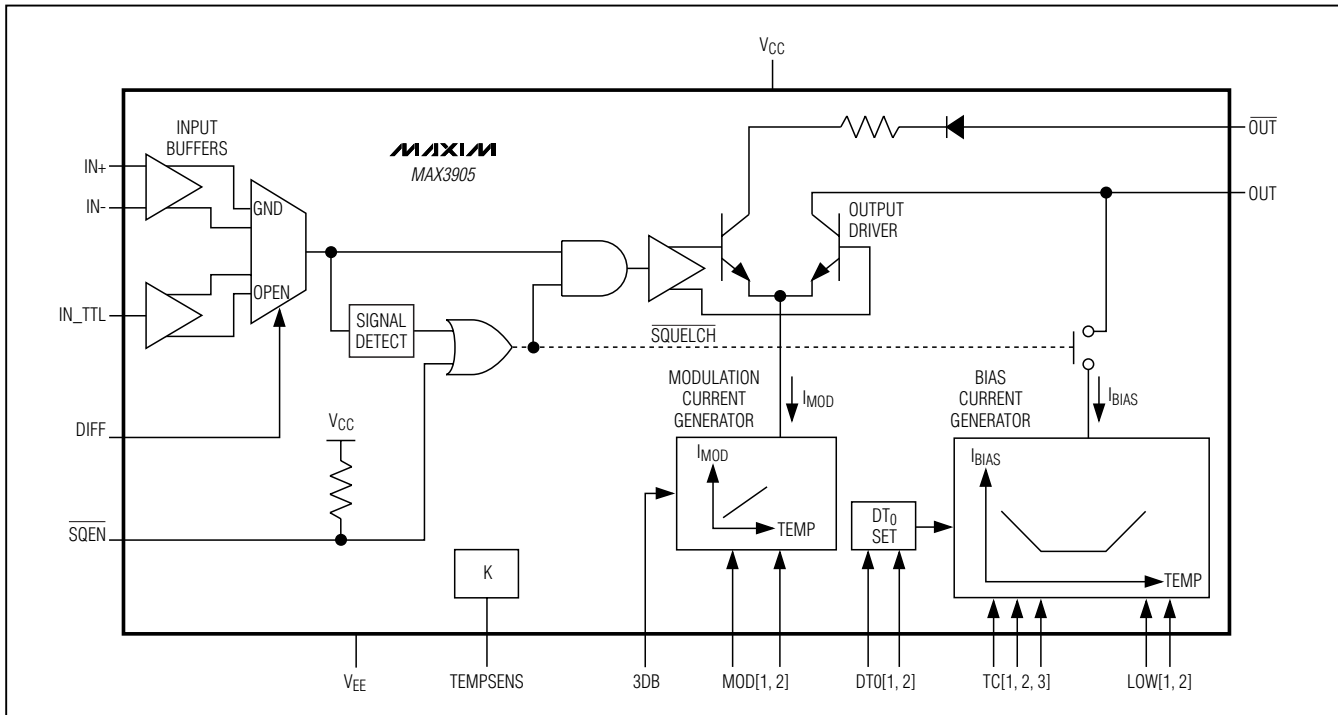 VCC
INPUT
BUFFERS
MAXIM
MAX3905
IN+
IN-
GND
OPEN
IN_TTL
OUT
OUT
OUTPUT
DRIVER
SIGNAL
DETECT
SQUELCH
MODULATION
CURRENT
GENERATOR
IMOD
BIAS
CURRENT
GENERATOR
IBIAS
DIFF
VCC
SQEN
IMOD
TEMP
DT0
SET
IBIAS
TEMP
K
VEE
TEMPSENS
3DB
MOD[1, 2]
DT0[1, 2]
TC[1, 2, 3]
LOW[1, 2]